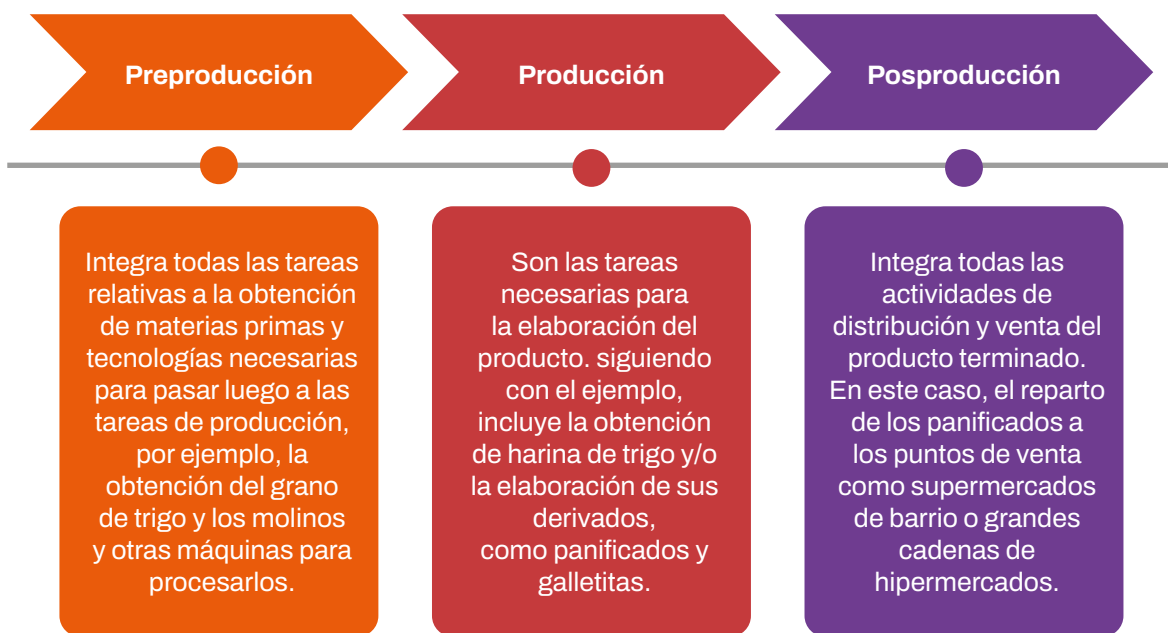 Preproducción
Producción
Posproducción
Integra todas las tareas
relativas a la obtención
de materias primas y
tecnologías necesarias
para pasar luego a las
tareas de producción,
por ejemplo, la
obtención del grano
de trigo y los molinos
y otras máquinas para
procesarlos.
Son las tareas
necesarias para
la elaboración del
producto. siguiendo
con el ejemplo,
incluye la obtención
de harina de trigo y/o
la elaboración de sus
derivados,
como panificados y
galletitas.
Integra todas las
actividades de
distribución y venta del
producto terminado.
En este caso, el reparto
de los panificados a
los puntos de venta
como supermercados
de barrio o grandes
cadenas de
hipermercados.